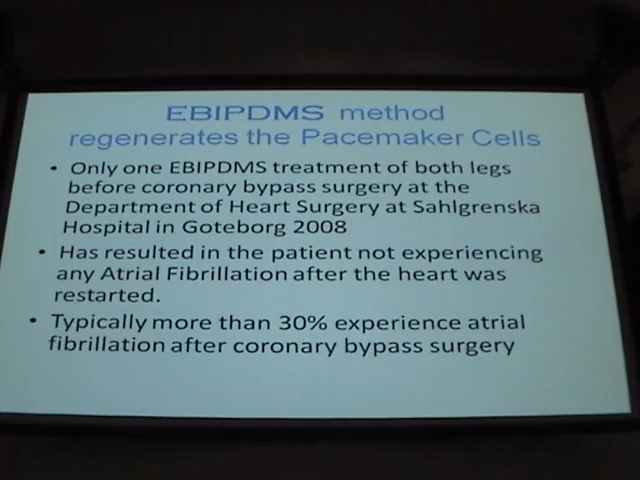 EBIPDMS method
regenerates the Pacemaker Cells
• Only one EBIPDMS treatment of both legs
before coronary bypass surgery at the
Department of Heart Surgery at Sahlgrenska
Hospital in Goteborg 2008
• Has resulted in the patient not experiencing
any Atrial Fibrillation after the heart was
restarted.
• Typically more than 30% experience atrial
fibrillation after coronary bypass surgery